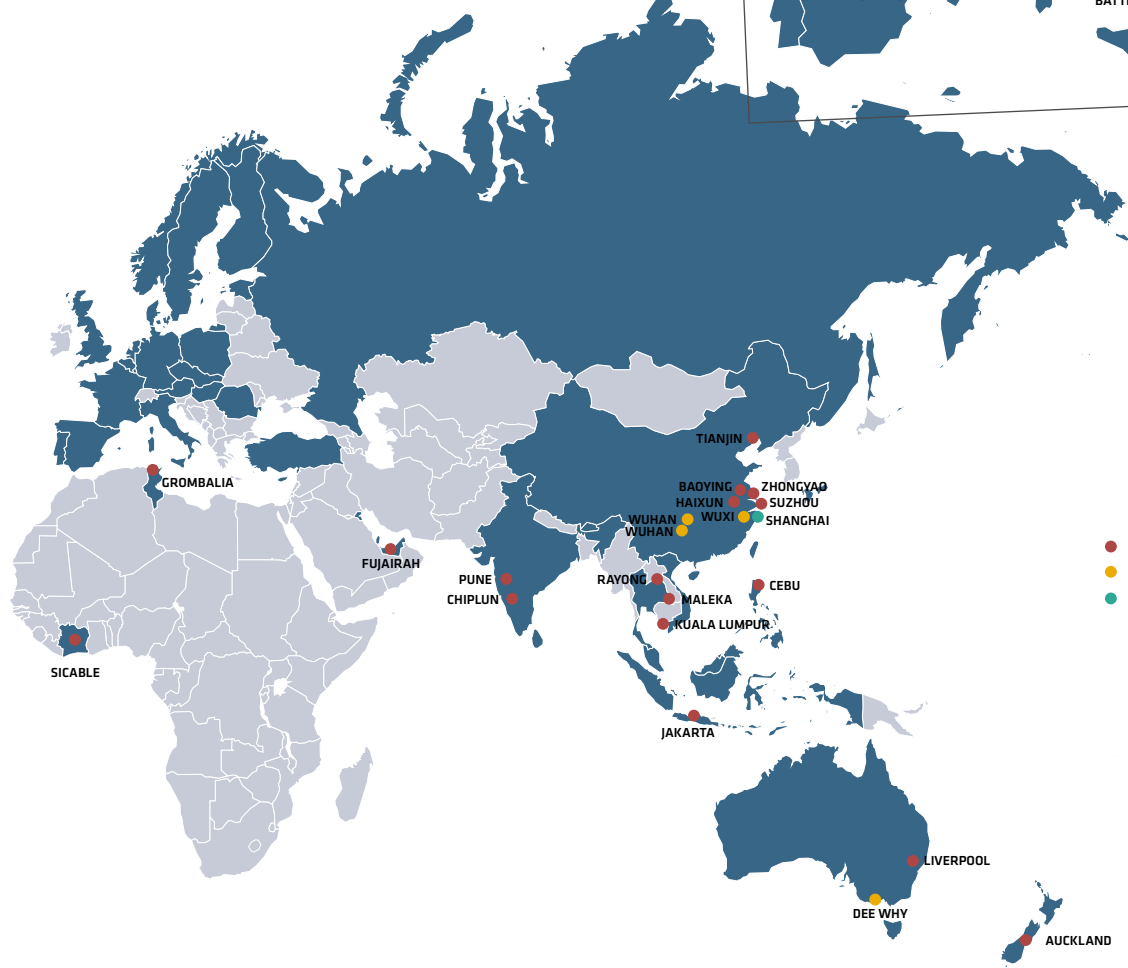 TIANJIN
BAOYING
ZHONGYAO
HAIXUN
SUZHOU
WUHAN
WUXI
SHANGHAI
WUHAN
GROMBALIA
FUJAIRAH
PUNE
RAYONG
CEBU
CHIPLUN
MALEKA
KUALA LUMPUR
SICABLE
JAKARTA
LIVERPOOL
DEE WHY
AUCKLAND